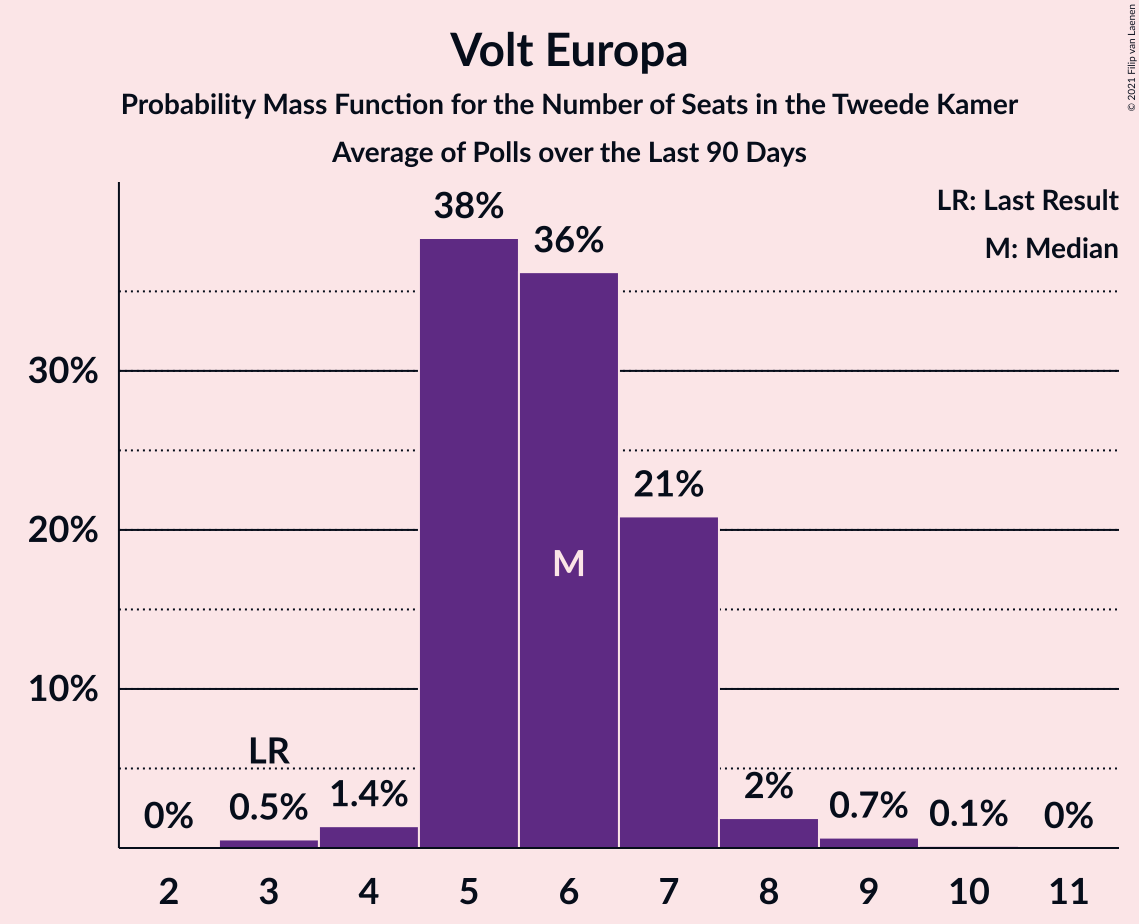 Volt Europa
Probability Mass Function for the Number of Seats in the Tweede Kamer
Average of Polls over the Last 90 Days
© 2021 Filip van Laenen
LR: Last Result
M: Median
38%
36%
30%
21%
20%
M
10%
LR
0%
0.5%
1.4%
2%
0.7%
0.1%
0%
2 3 4 5 6 7 8 9 10 11